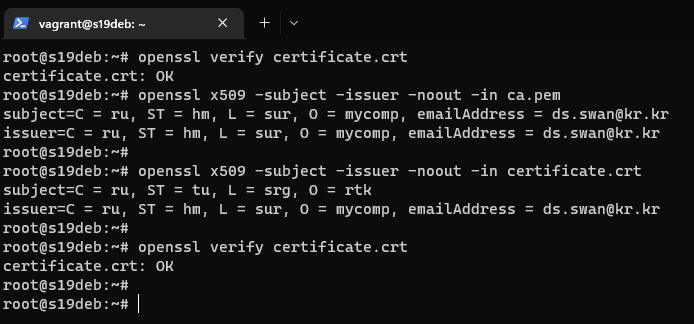 vagrant@s19deb: ~
root@s19deb:~# openssl verify certificate.crt
certificate.crt: OK
root@s19deb:~# openssl x509 -subject -issuer -noout -in ca.pem
subject=C = ru, ST = hm, L = sur, O = mycomp, emailAddress = ds.swan@kr.kr
issuer=C = ru, ST = hm, L = sur, O = mycomp, emailAddress = ds.swan@kr.kr
root@s19deb:~#
root@s19deb:~# openssl x509 -subject -issuer -noout -in certificate.crt
subject=C = ru, ST = tu, L = srg, O = rtk
issuer=C = ru, ST = hm, L = sur, O = mycomp, emailAddress = ds.swan@kr.kr
root@s19deb:~#
root@s19deb:~# openssl verify certificate.crt
certificate.crt: OK
root@s19deb:~#
root@s19deb:~#